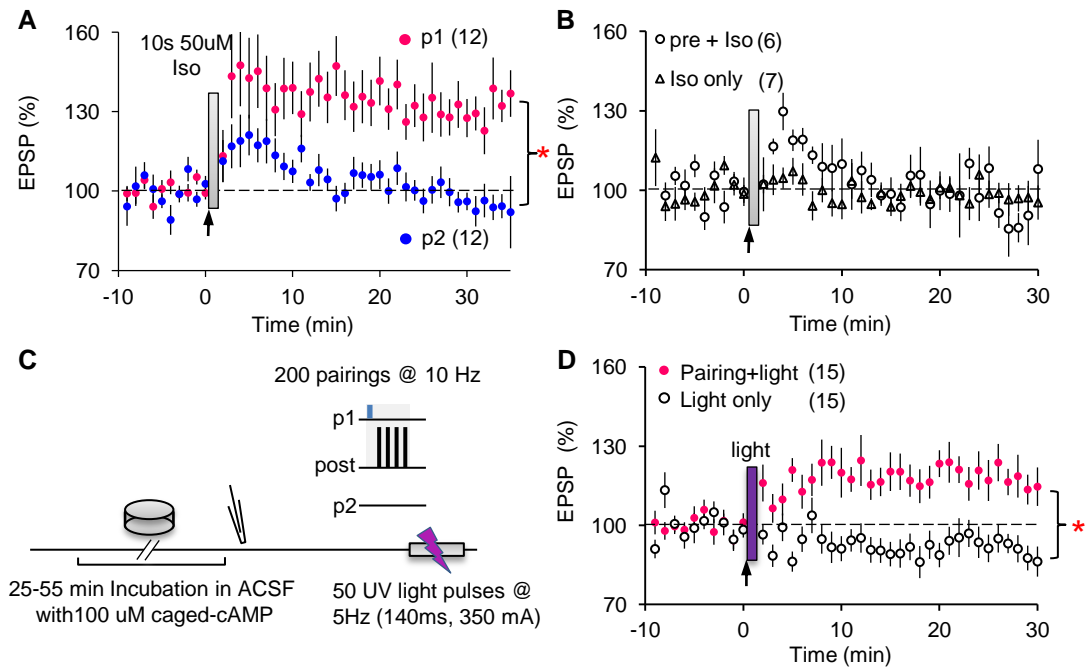 A
160
130
100
70
EPSP (%)
10s 50uM
Iso
p1 (12)
p2 (12)
*
-10 0 10 20 30
Time (min)
B
160
130
100
70
EPSP (%)
pre + Iso (6)
Iso only (7)
-10 0 10 20 30
Time (min)
C
200 pairings @ 10 Hz
p1
post
p2
25-55 min Incubation in ACSF
with100 uM caged-cAMP
50 UV light pulses @
5Hz (140ms, 350 mA)
D
160
130
100
70
EPSP (%)
Pairing+light (15)
Light only (15)
light
*
-10 0 10 20 30
Time (min)